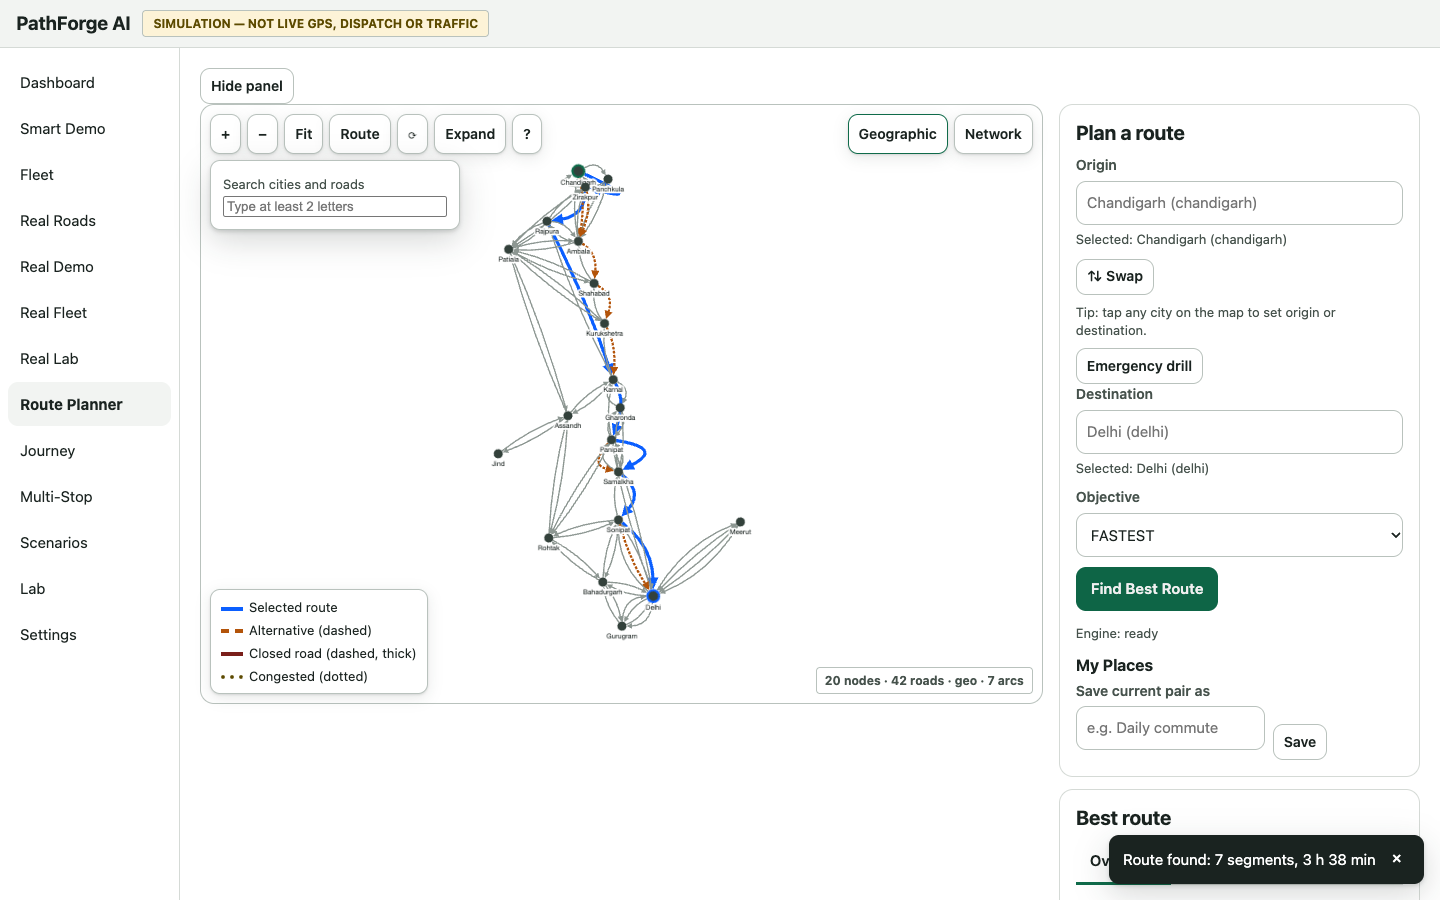 PathForge AI
SIMULATION — NOT LIVE GPS, DISPATCH OR TRAFFIC
Dashboard
Smart Demo
Fleet
Real Roads
Real Demo
Real Fleet
Real Lab
Route Planner
Journey
Multi-Stop
Scenarios
Lab
Settings
Hide panel
+
−
Fit
Route
⟳
Expand
?
Geographic
Network
Search cities and roads
Type at least 2 letters
Chandigarh
Panchkula
Zirakpur
Rajpura
Ambala
Patiala
Shahabad
Kurukshetra
Karnal
Gharonda
Assandh
Panipat
Jind
Samalkha
Sonipat
Meerut
Rohtak
Bahadurgarh
Delhi
Gurugram
Selected route
Alternative (dashed)
Closed road (dashed, thick)
Congested (dotted)
20 nodes · 42 roads · geo · 7 arcs
Plan a route
Origin
Chandigarh (chandigarh)
Selected: Chandigarh (chandigarh)
⇅ Swap
Tip: tap any city on the map to set origin or
destination.
Emergency drill
Destination
Delhi (delhi)
Selected: Delhi (delhi)
Objective
FASTEST
Find Best Route
Engine: ready
My Places
Save current pair as
e.g. Daily commute
Save
Best route
Ov
Route found: 7 segments, 3 h 38 min
×